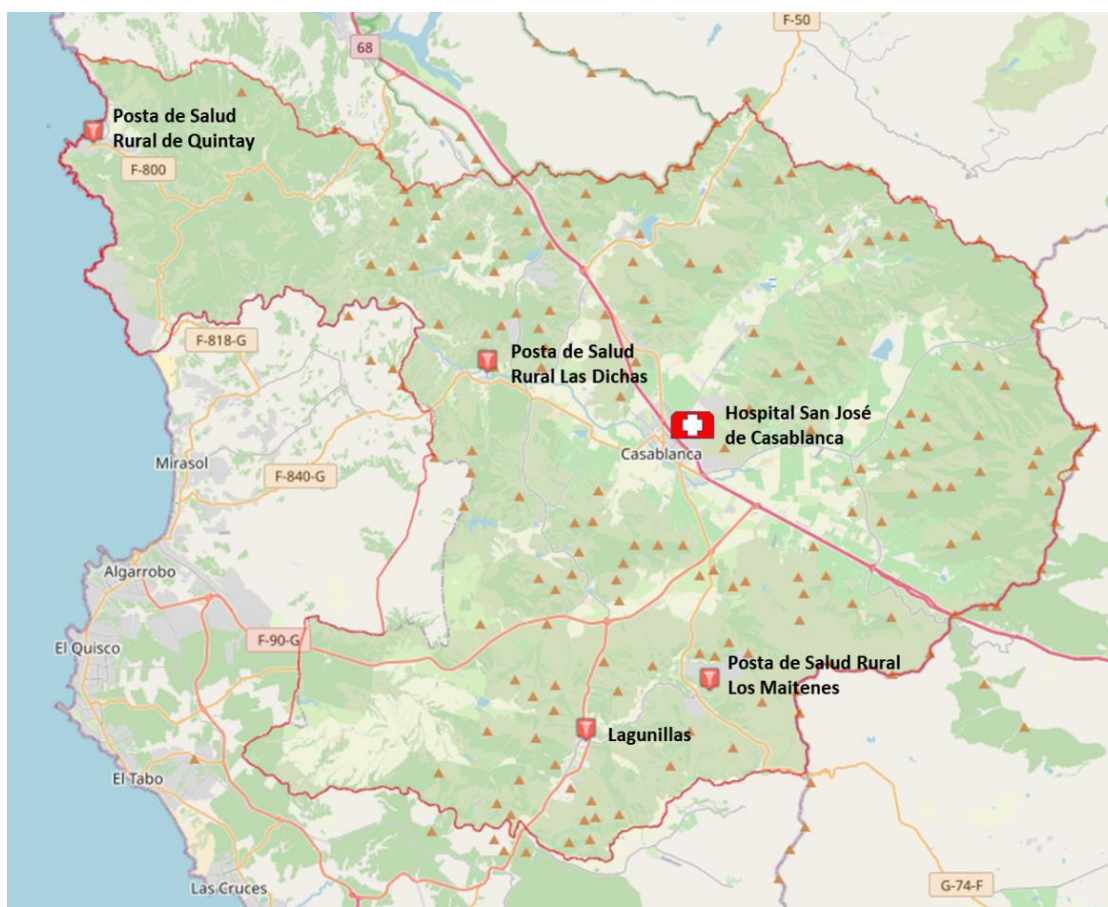 F-50
68
Posta de Salud
Rural de Quintay
F-800
F-818-G
Posta de Salud
Rural Las Dichas
Hospital San José
de Casablanca
Casablanca
Mirasol
F-840-G
Algarrobo
F-90-G
El Quisco
Posta de Salud Rural
Los Maitenes
Lagunillas
El Tabo
Las Cruces
G-74-F